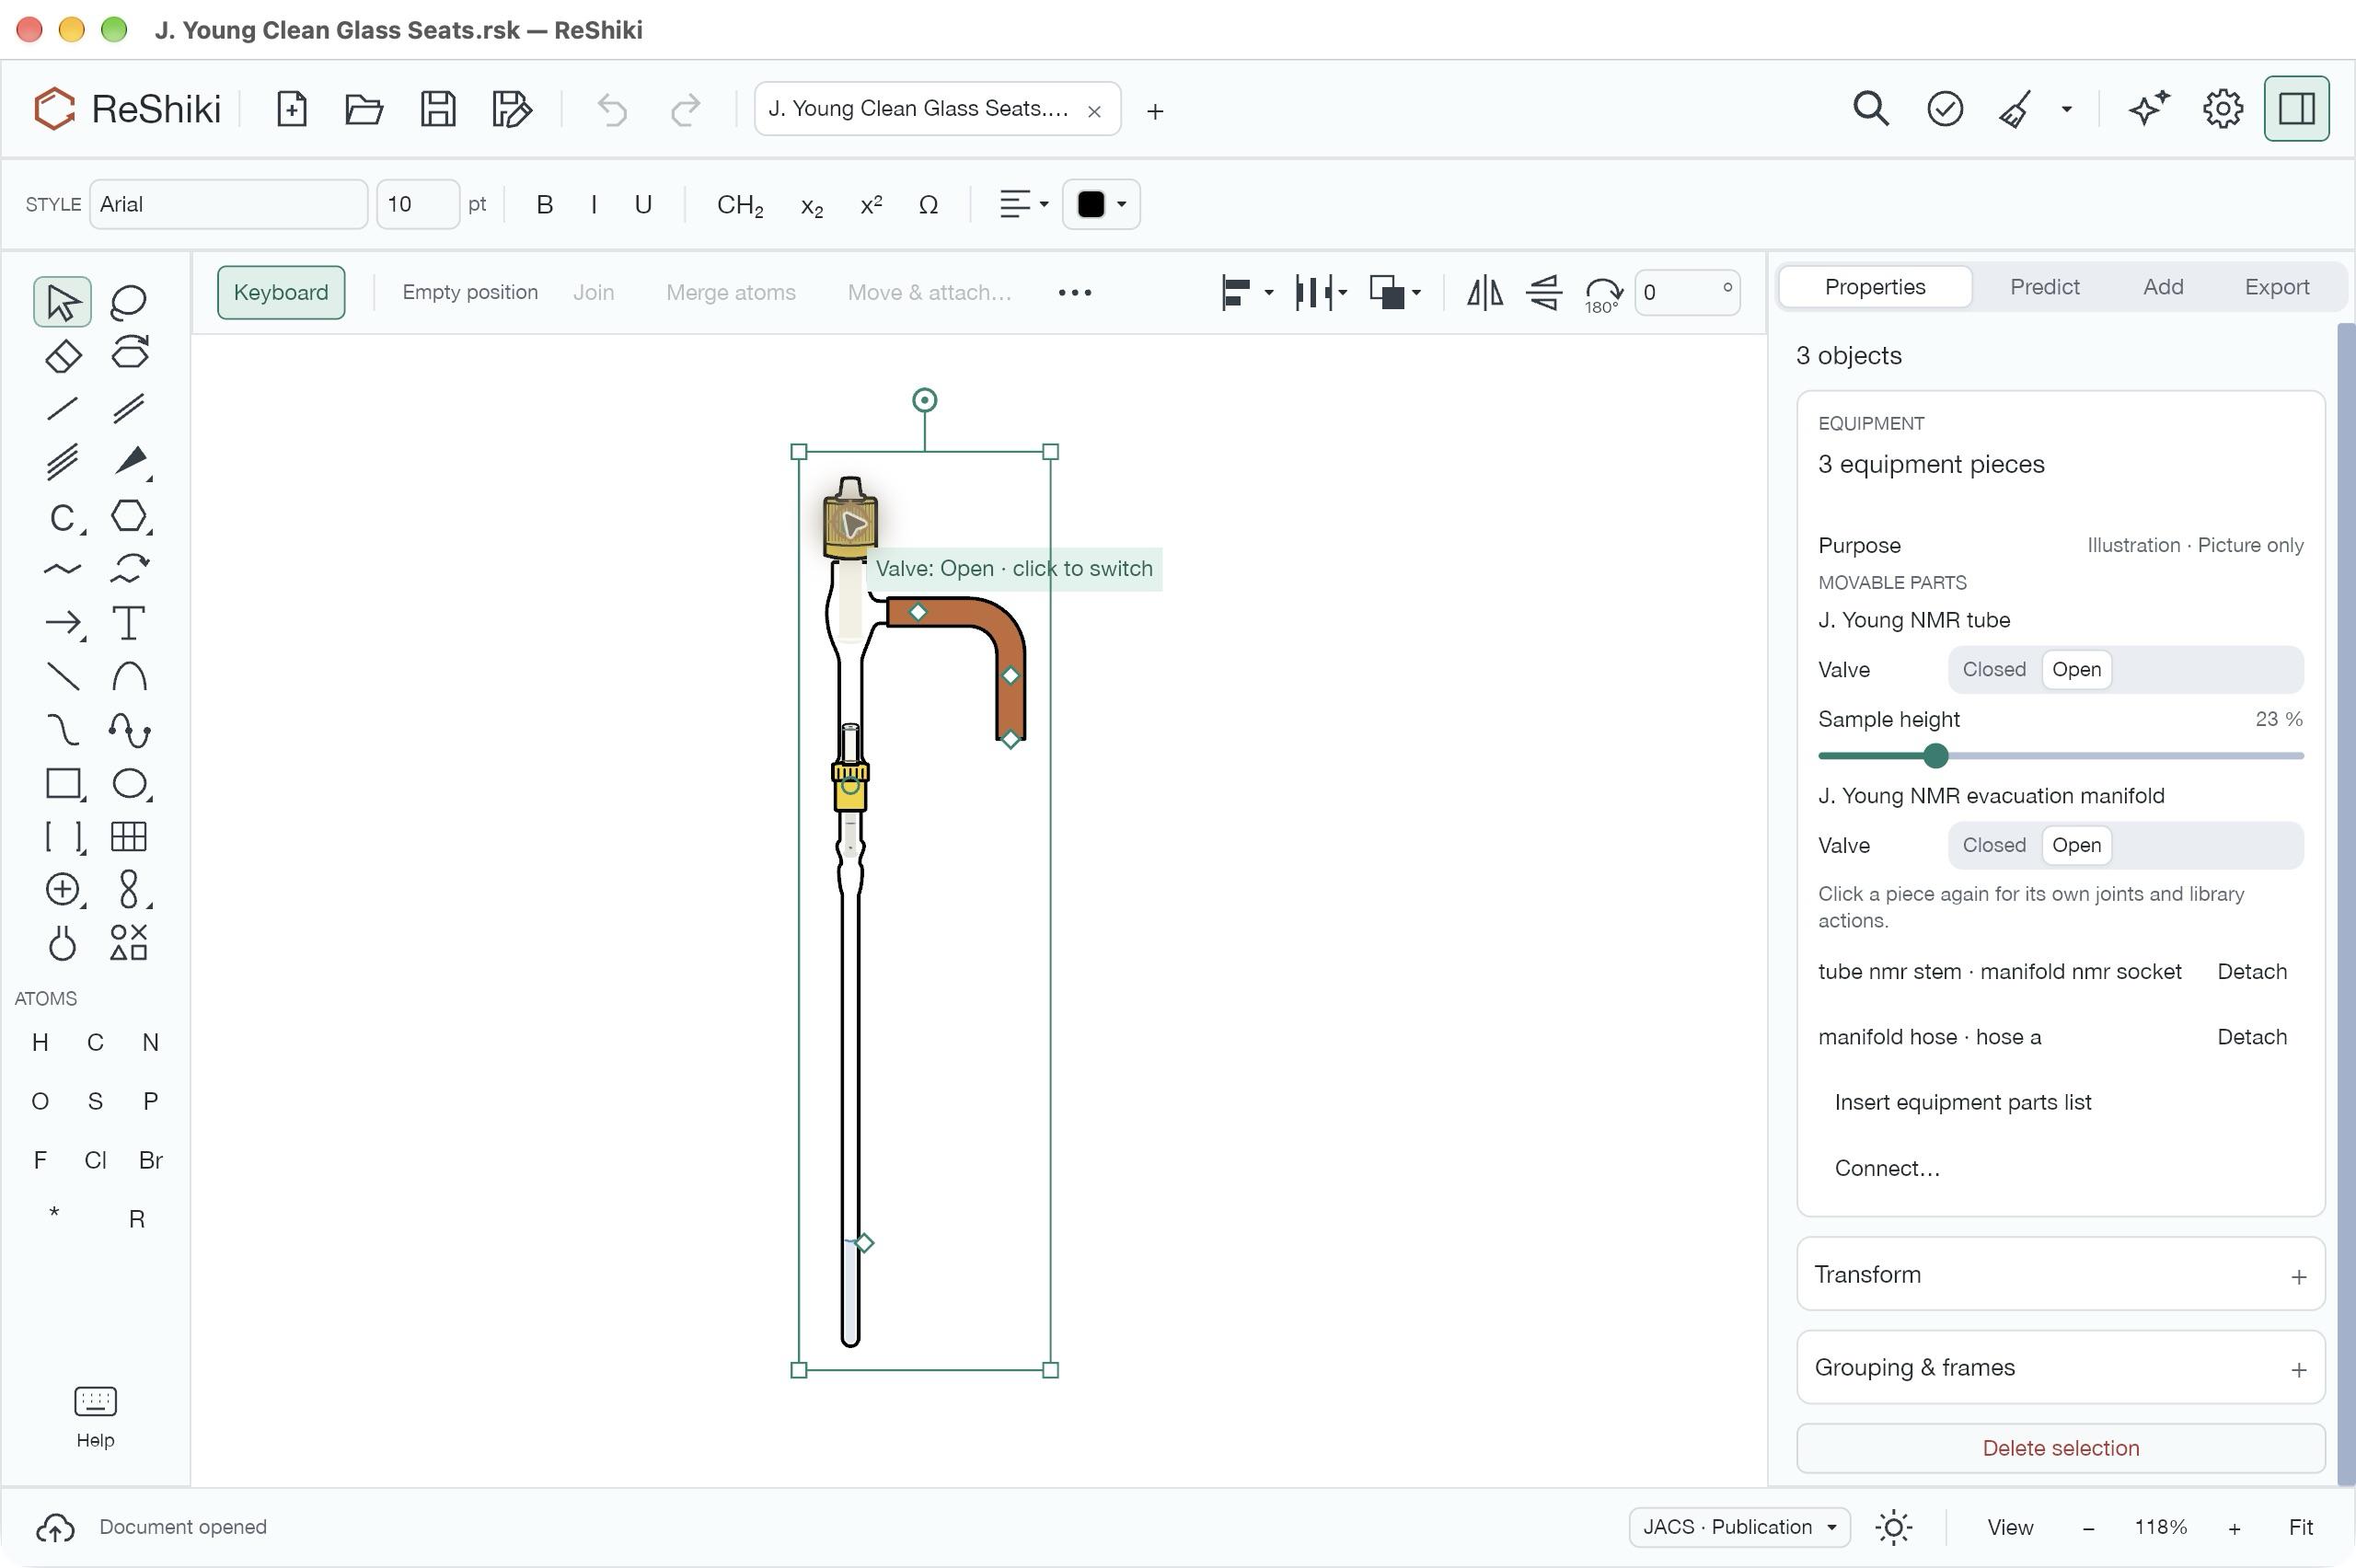 J. Young Clean Glass Seats.rsk — ReShiki
ReShiki
J. Young Clean Glass Seats....
STYLE Arial 10 pt B I U CH₂ x₂ x² Ω
Keyboard Empty position Join Merge atoms Move & attach... 180° 0 °
Properties Predict Add Export
3 objects
EQUIPMENT
3 equipment pieces
Purpose Illustration · Picture only
MOVABLE PARTS
J. Young NMR tube
Valve Closed Open
Sample height 23 %
J. Young NMR evacuation manifold
Valve Closed Open
Click a piece again for its own joints and library
actions.
tube nmr stem · manifold nmr socket Detach
manifold hose · hose a Detach
Insert equipment parts list
Connect...
Transform +
Grouping & frames +
Delete selection
Valve: Open · click to switch
C
T
ATOMS
H C N
O S P
F Cl Br
* R
Help
Document opened
JACS · Publication View − 118% + Fit